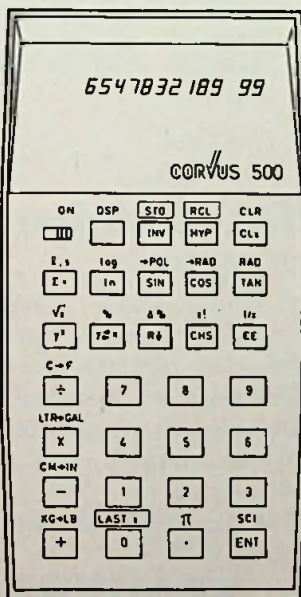 6547832189 99
CORVUS 500
ON DSP STO RCL CLR
INV HYP CLx
x̄,s log →POL →RAD RAD
Σ+ ln SIN COS TAN
√x % Δ% x! 1/x
yˣ x⇄y R↓ CHS EE
C→F
÷ 7 8 9
LTR→GAL
X 4 5 6
CM→IN
− 1 2 3
KG→LB LAST x π SCI
+ 0 . ENT